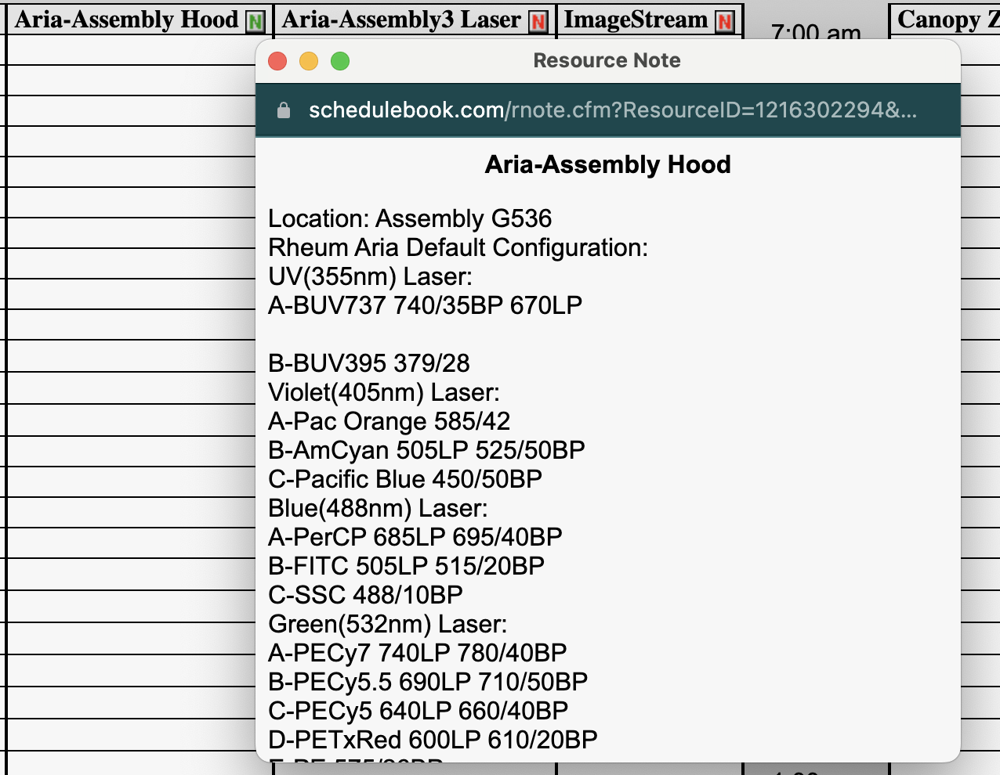 Aria-Assembly Hood N Aria-Assembly3 Laser N ImageStream N 7:00 am Canopy Z
Resource Note
schedulebook.com/rnote.cfm?ResourceID=1216302294&...
Aria-Assembly Hood
Location: Assembly G536
Rheum Aria Default Configuration:
UV(355nm) Laser:
A-BUV737 740/35BP 670LP
B-BUV395 379/28
Violet(405nm) Laser:
A-Pac Orange 585/42
B-AmCyan 505LP 525/50BP
C-Pacific Blue 450/50BP
Blue(488nm) Laser:
A-PerCP 685LP 695/40BP
B-FITC 505LP 515/20BP
C-SSC 488/10BP
Green(532nm) Laser:
A-PECy7 740LP 780/40BP
B-PECy5.5 690LP 710/50BP
C-PECy5 640LP 660/40BP
D-PETxRed 600LP 610/20BP